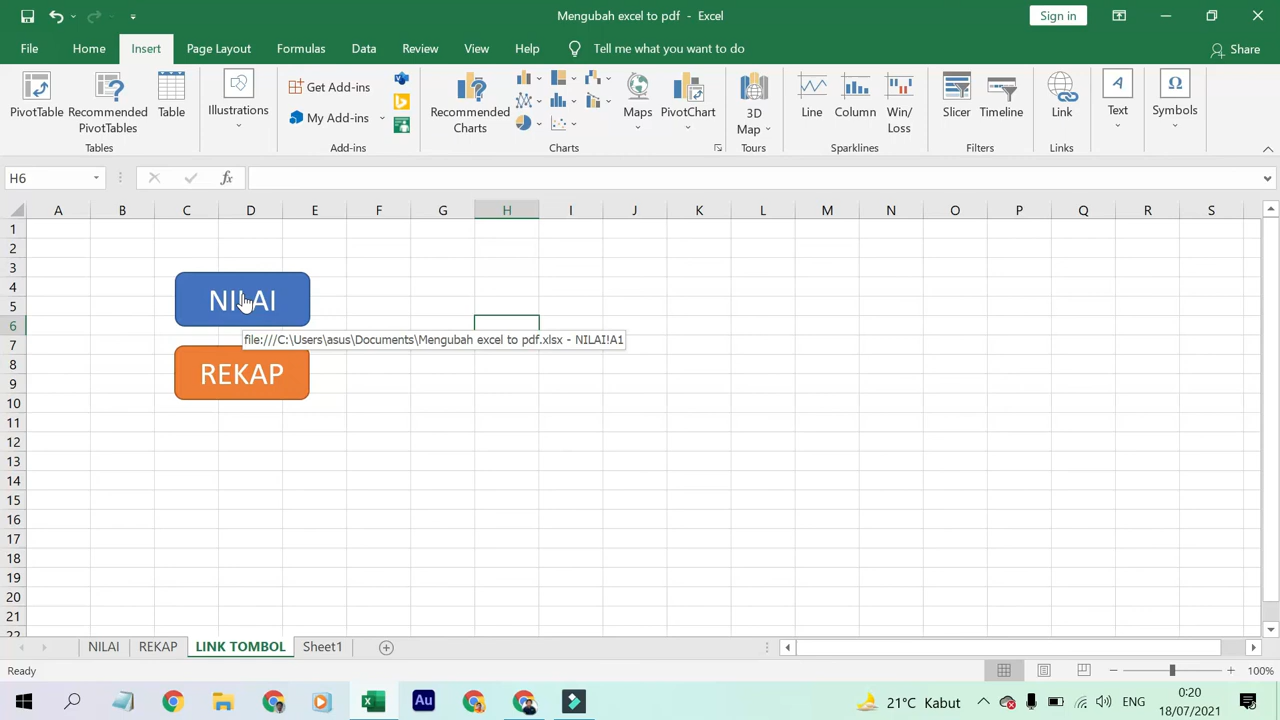 Mengubah excel to pdf - Excel
Sign in
File Home Insert Page Layout Formulas Data Review View Help Tell me what you want to do Share
PivotTable
Recommended PivotTables
Table
Tables
Illustrations
Get Add-ins
My Add-ins
Add-ins
Recommended Charts
Maps
PivotChart
Charts
3D Map
Tours
Line
Column
Win/Loss
Sparklines
Slicer
Timeline
Filters
Link
Links
Text
Symbols
H6
fx
A B C D E F G H I J K L M N O P Q R S
1
2
3
4
5
6
7
8
9
10
11
12
13
14
15
16
17
18
19
20
21
22
NILAI
file:///C:\Users\asus\Documents\Mengubah excel to pdf.xlsx - NILAI!A1
REKAP
NILAI REKAP LINK TOMBOL Sheet1
Ready
100%
Au
21°C Kabut
ENG
0:20
18/07/2021